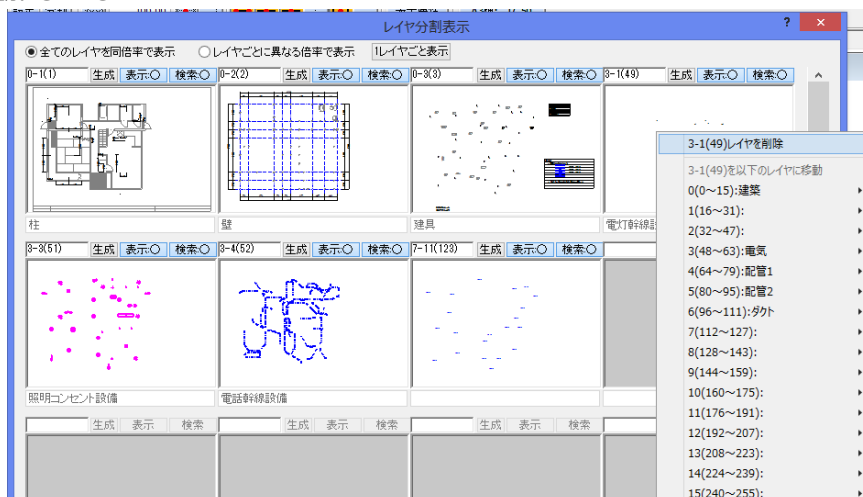 レイヤ分割表示
? ×
全てのレイヤを同倍率で表示 レイヤごとに異なる倍率で表示 1レイヤごと表示
0-1(1) 生成 表示:○ 検索:○ 0-2(2) 生成 表示:○ 検索:○ 0-3(3) 生成 表示:○ 検索:○ 3-1(49) 生成 表示:○ 検索:○
柱 壁 建具 電灯幹線
3-3(51) 生成 表示:○ 検索:○ 3-4(52) 生成 表示:○ 検索:○ 7-11(123) 生成 表示:○ 検索:○
照明コンセント設備 電話幹線設備
生成 表示 検索 生成 表示 検索 生成 表示 検索
3-1(49)レイヤを削除
3-1(49)を以下のレイヤに移動
0(0～15):建築
1(16～31):
2(32～47):
3(48～63):電気
4(64～79):配管1
5(80～95):配管2
6(96～111):ダクト
7(112～127):
8(128～143):
9(144～159):
10(160～175):
11(176～191):
12(192～207):
13(208～223):
14(224～239):
15(240～255):